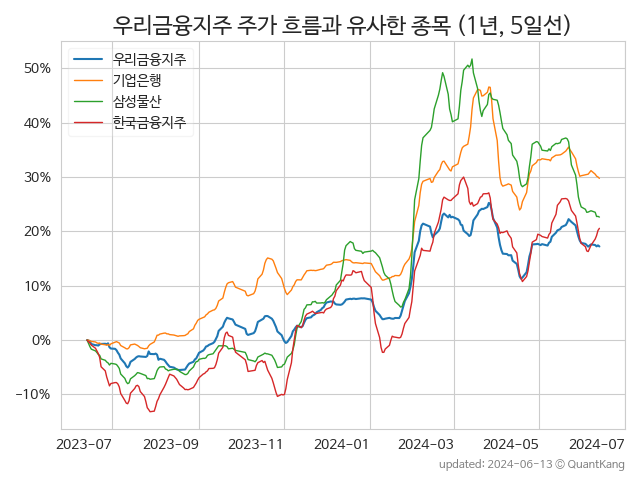 우리금융지주 주가 흐름과 유사한 종목 (1년, 5일선)
우리금융지주
기업은행
삼성물산
한국금융지주
50%
40%
30%
20%
10%
0%
−10%
2023-07
2023-09
2023-11
2024-01
2024-03
2024-05
2024-07
updated: 2024-06-13 © QuantKang